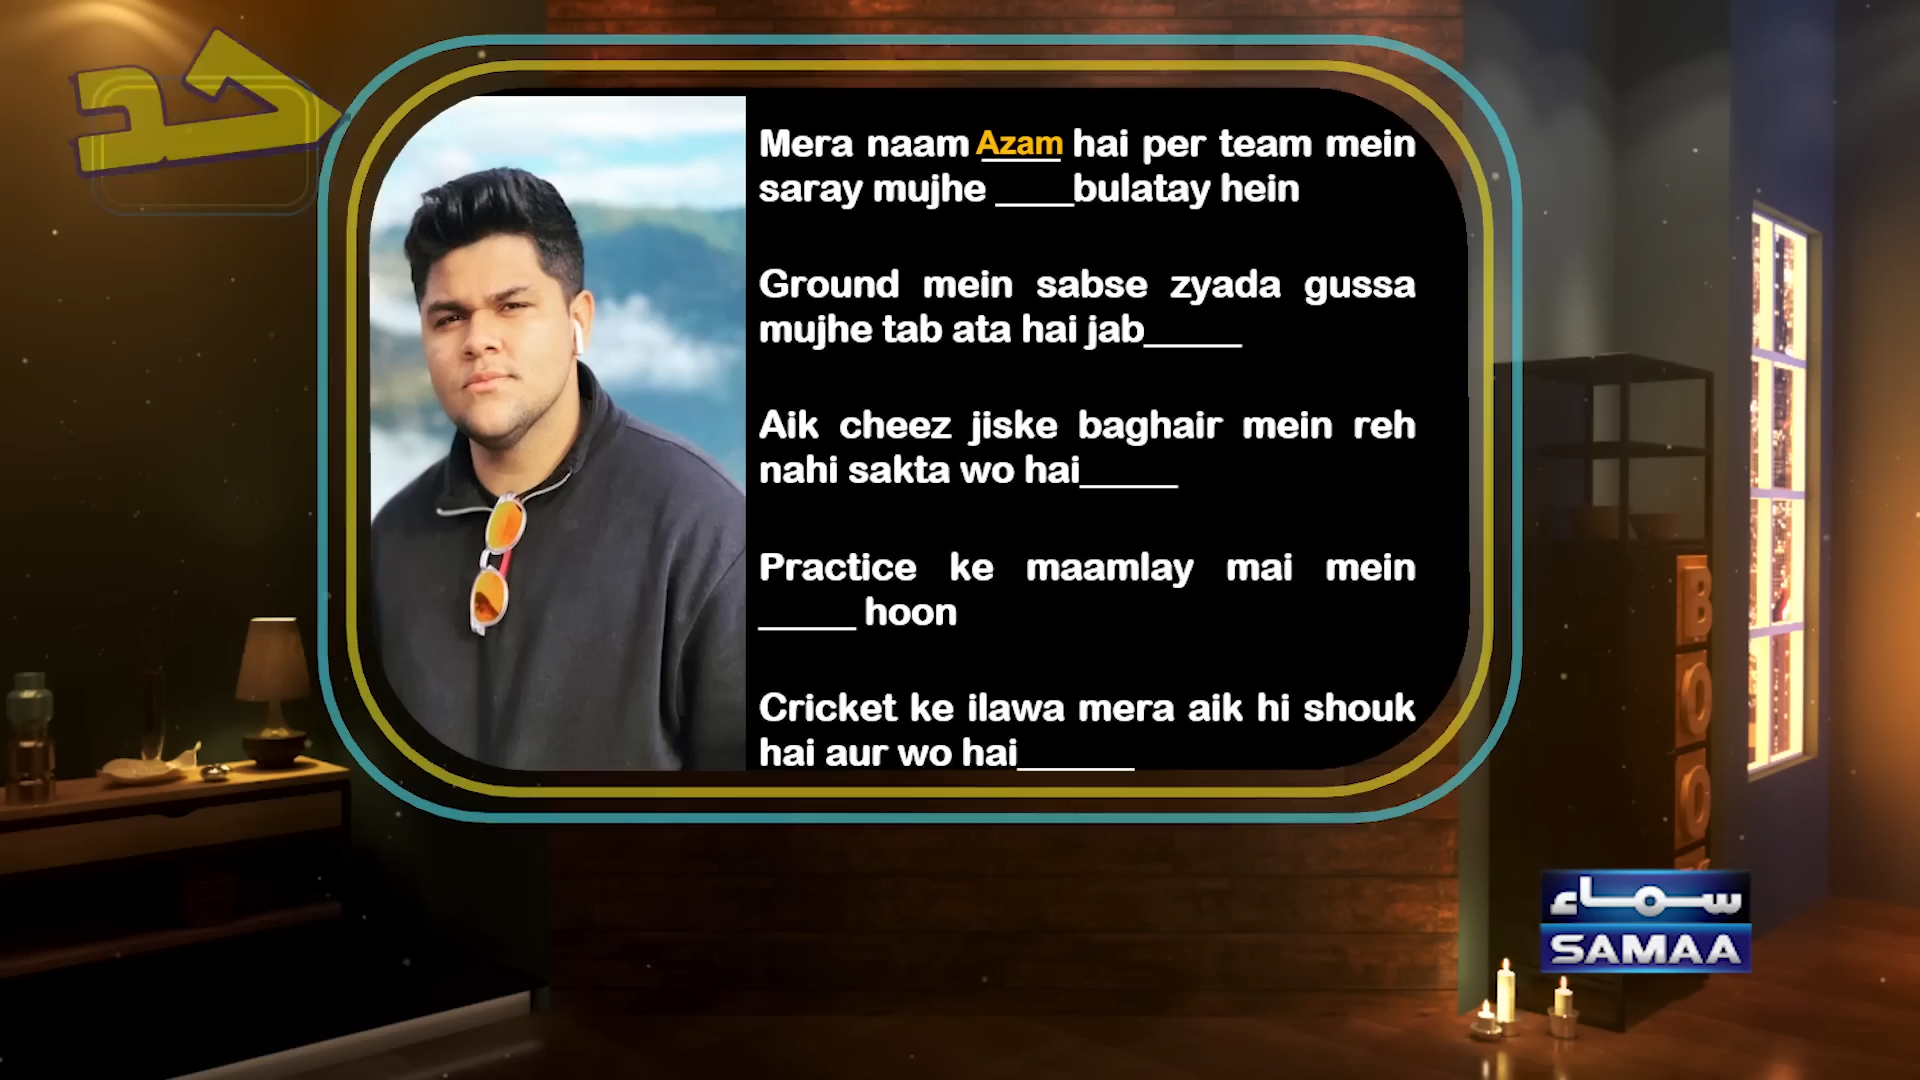 حد
Mera naam Azam hai per team mein
saray mujhe ____bulatay hein
Ground mein sabse zyada gussa
mujhe tab ata hai jab_____
Aik cheez jiske baghair mein reh
nahi sakta wo hai_____
Practice ke maamlay mai mein
_____ hoon
Cricket ke ilawa mera aik hi shouk
hai aur wo hai______
BOO
سماء
SAMAA